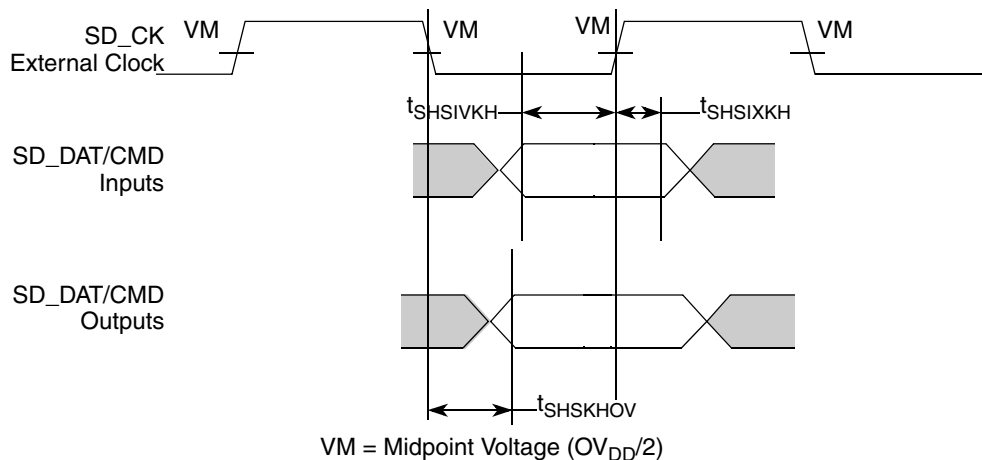 VM VM VM VM
SD_CK
External Clock
tSHSIVKH tSHSIXKH
SD_DAT/CMD
Inputs
SD_DAT/CMD
Outputs
tSHSKHOV
VM = Midpoint Voltage (OVDD/2)